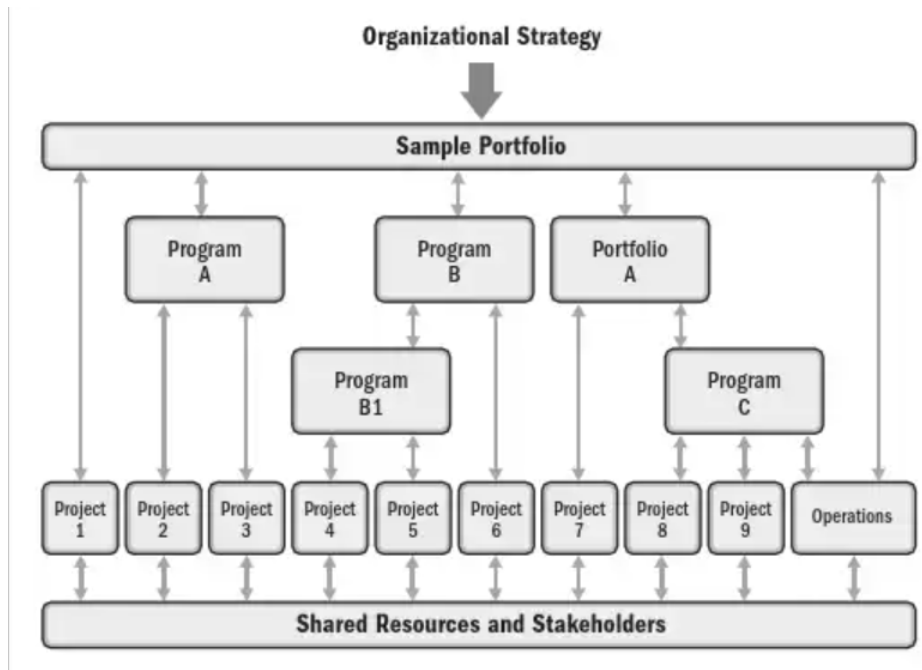 Organizational Strategy
Sample Portfolio
Program
A
Program
B
Portfolio
A
Program
B1
Program
C
Project
1
Project
2
Project
3
Project
4
Project
5
Project
6
Project
7
Project
8
Project
9
Operations
Shared Resources and Stakeholders